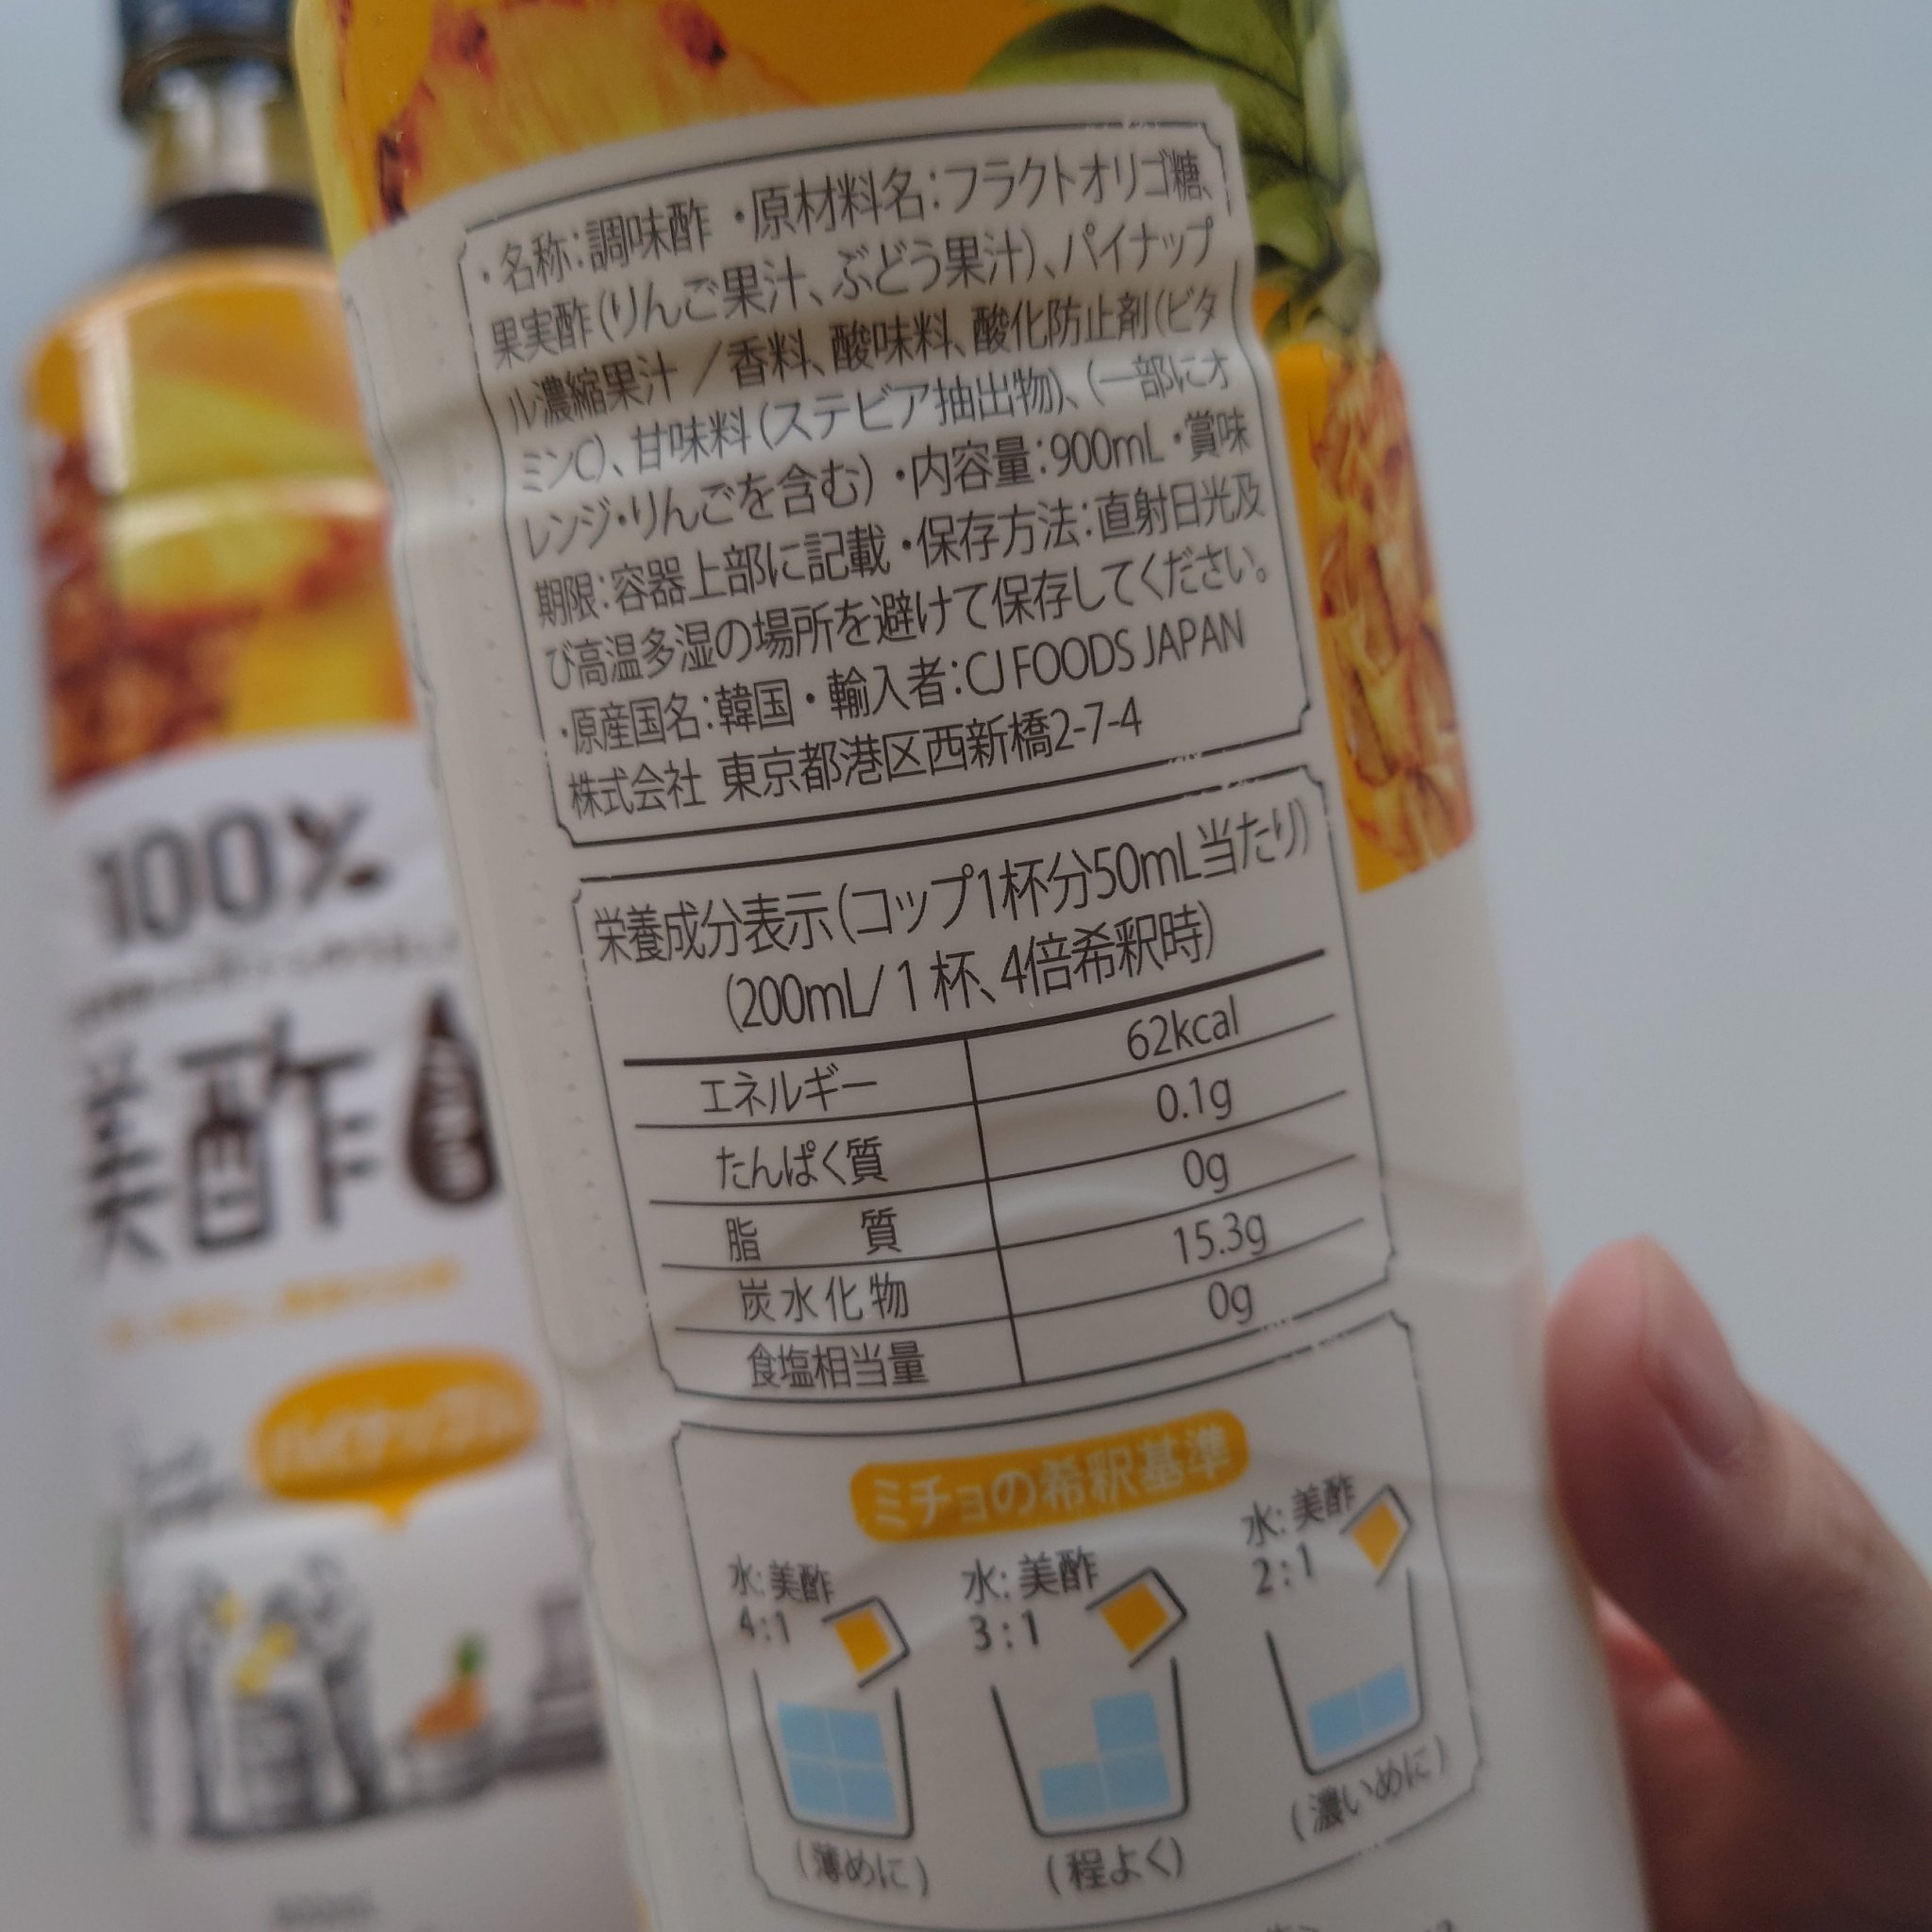 ・名称：調味酢 ・原材料名：フラクトオリゴ糖、
果実酢（りんご果汁、ぶどう果汁）、パイナップ
ル濃縮果汁 ／ 香料、酸味料、酸化防止剤（ビタ
ミンC）、甘味料（ステビア抽出物）、（一部にオ
レンジ・りんごを含む） ・内容量：900mL ・賞味
期限：容器上部に記載 ・保存方法：直射日光及
び高温多湿の場所を避けて保存してください。
・原産国名：韓国・輸入者：CJ FOODS JAPAN
株式会社 東京都港区西新橋2-7-4
栄養成分表示（コップ1杯分50mL当たり）
（200mL/1杯、4倍希釈時）
エネルギー 62kcal
たんぱく質 0.1g
脂質 0g
炭水化物 15.3g
食塩相当量 0g
ミチョの希釈基準
水：美酢 水：美酢 水：美酢
4：1 3：1 2：1
（薄めに） （程よく） （濃いめに）
100%
美酢
パイナップル